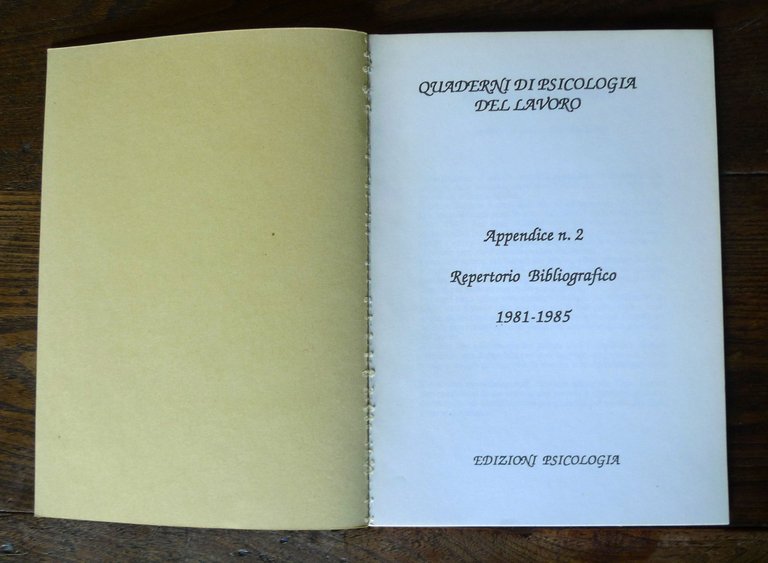 QUADERNI DI PSICOLOGIA
DEL LAVORO
Appendice n. 2
Repertorio Bibliografico
1981-1985
EDIZIONI PSICOLOGIA